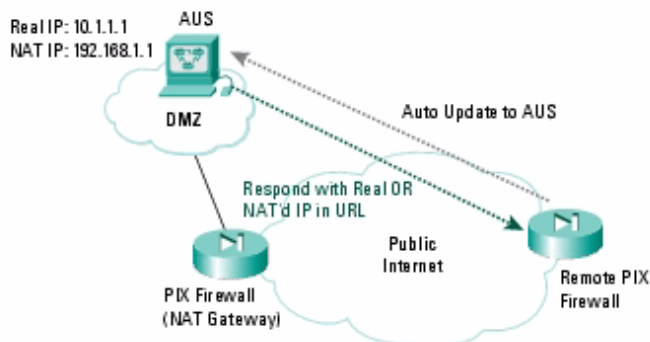 Real IP: 10.1.1.1
NAT IP: 192.168.1.1
AUS
DMZ
Auto Update to AUS
Respond with Real OR
NAT'd IP in URL
Public
Internet
PIX Firewall
(NAT Gateway)
Remote PIX
Firewall